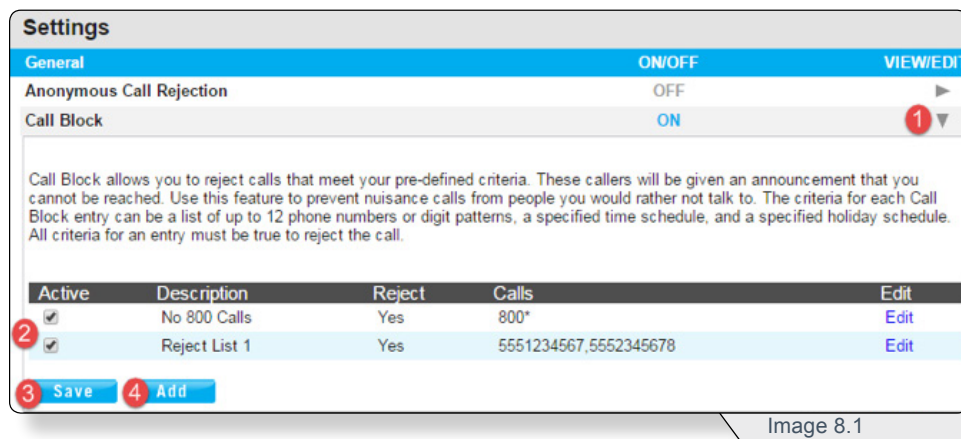 Settings
General ON/OFF VIEW/EDI
Anonymous Call Rejection OFF
Call Block ON 1
Call Block allows you to reject calls that meet your pre-defined criteria. These callers will be given an announcement that you
cannot be reached. Use this feature to prevent nuisance calls from people you would rather not talk to. The criteria for each Call
Block entry can be a list of up to 12 phone numbers or digit patterns, a specified time schedule, and a specified holiday schedule.
All criteria for an entry must be true to reject the call.
Active Description Reject Calls Edit
No 800 Calls Yes 800* Edit
2
Reject List 1 Yes 5551234567,5552345678 Edit
3 Save 4 Add
Image 8.1